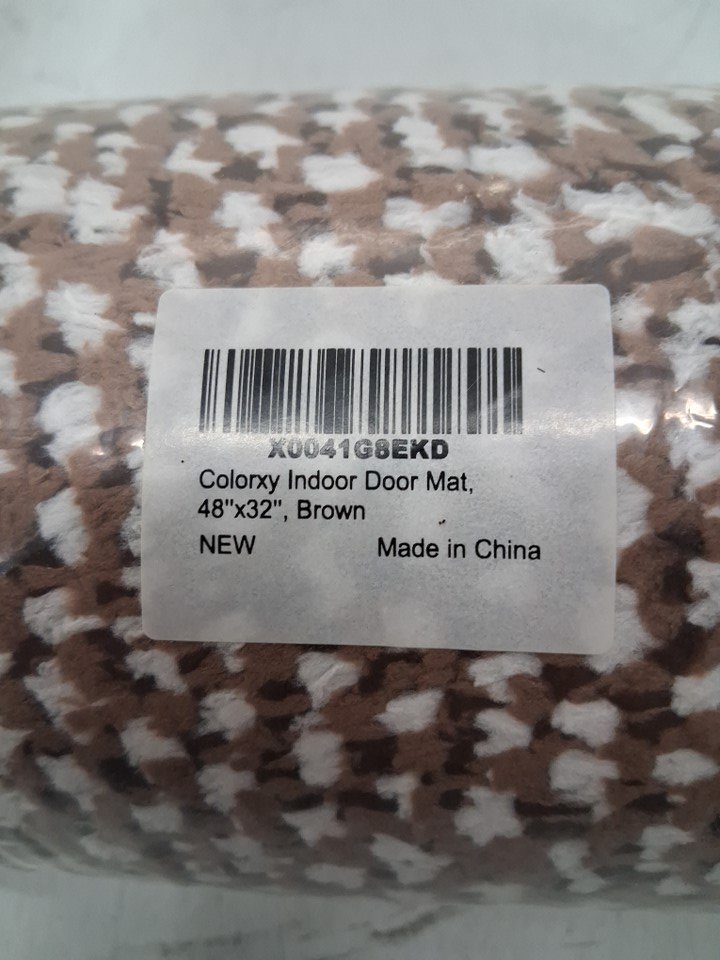 X0041G8EKD
Colorxy Indoor Door Mat,
48"x32", Brown
NEW Made in China